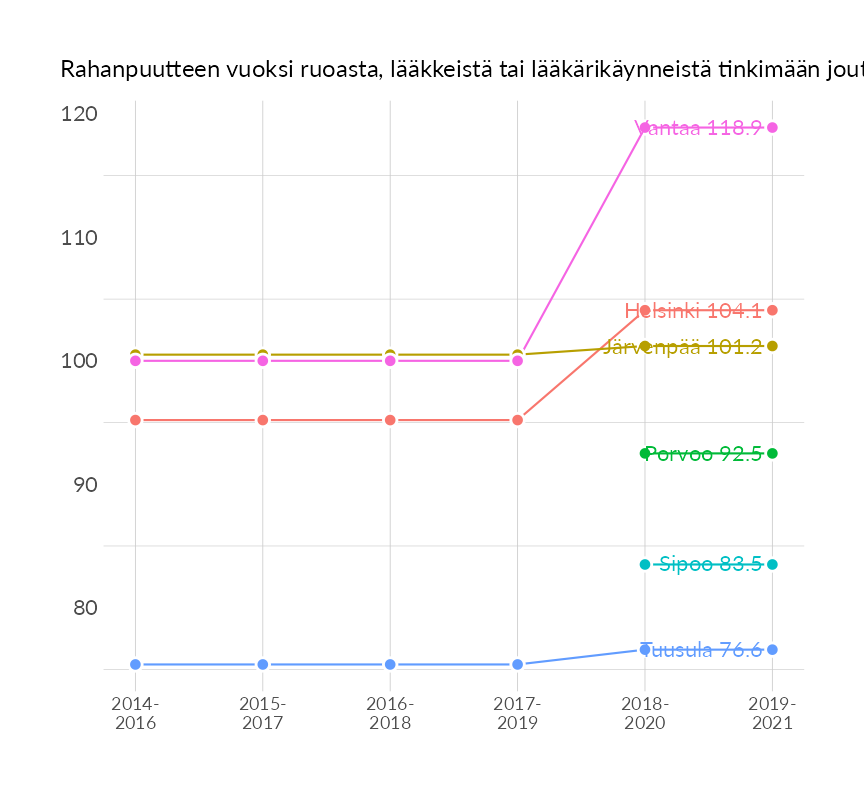 Rahanpuutteen vuoksi ruoasta, lääkkeistä tai lääkärikäynneistä tinkimään
120
110
100
90
80
Vantaa 118.9
Helsinki 104.1
Järvenpää 101.2
Porvoo 92.5
Sipoo 83.5
Tuusula 76.6
2014-
2016
2015-
2017
2016-
2018
2017-
2019
2018-
2020
2019-
2021